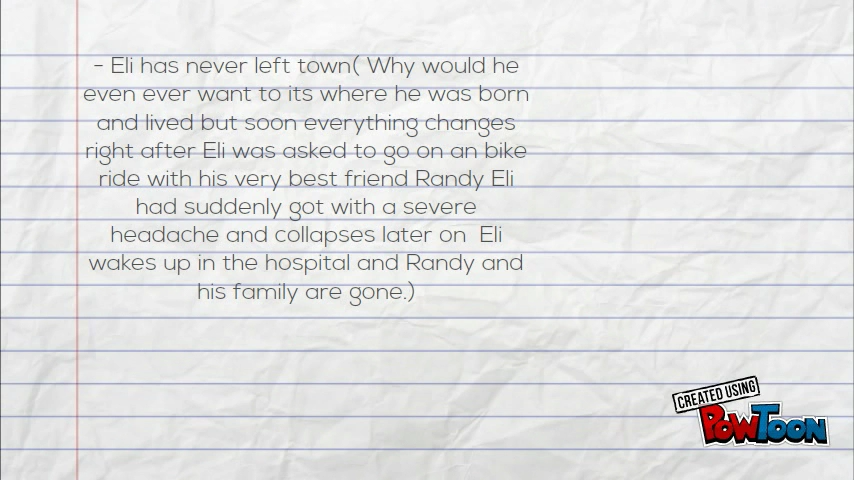 - Eli has never left town( Why would he
even ever want to its where he was born
and lived but soon everything changes
right after Eli was asked to go on an bike
ride with his very best friend Randy Eli
had suddenly got with a severe
headache and collapses later on  Eli
wakes up in the hospital and Randy and
his family are gone.)
CREATED USING
POWTOON